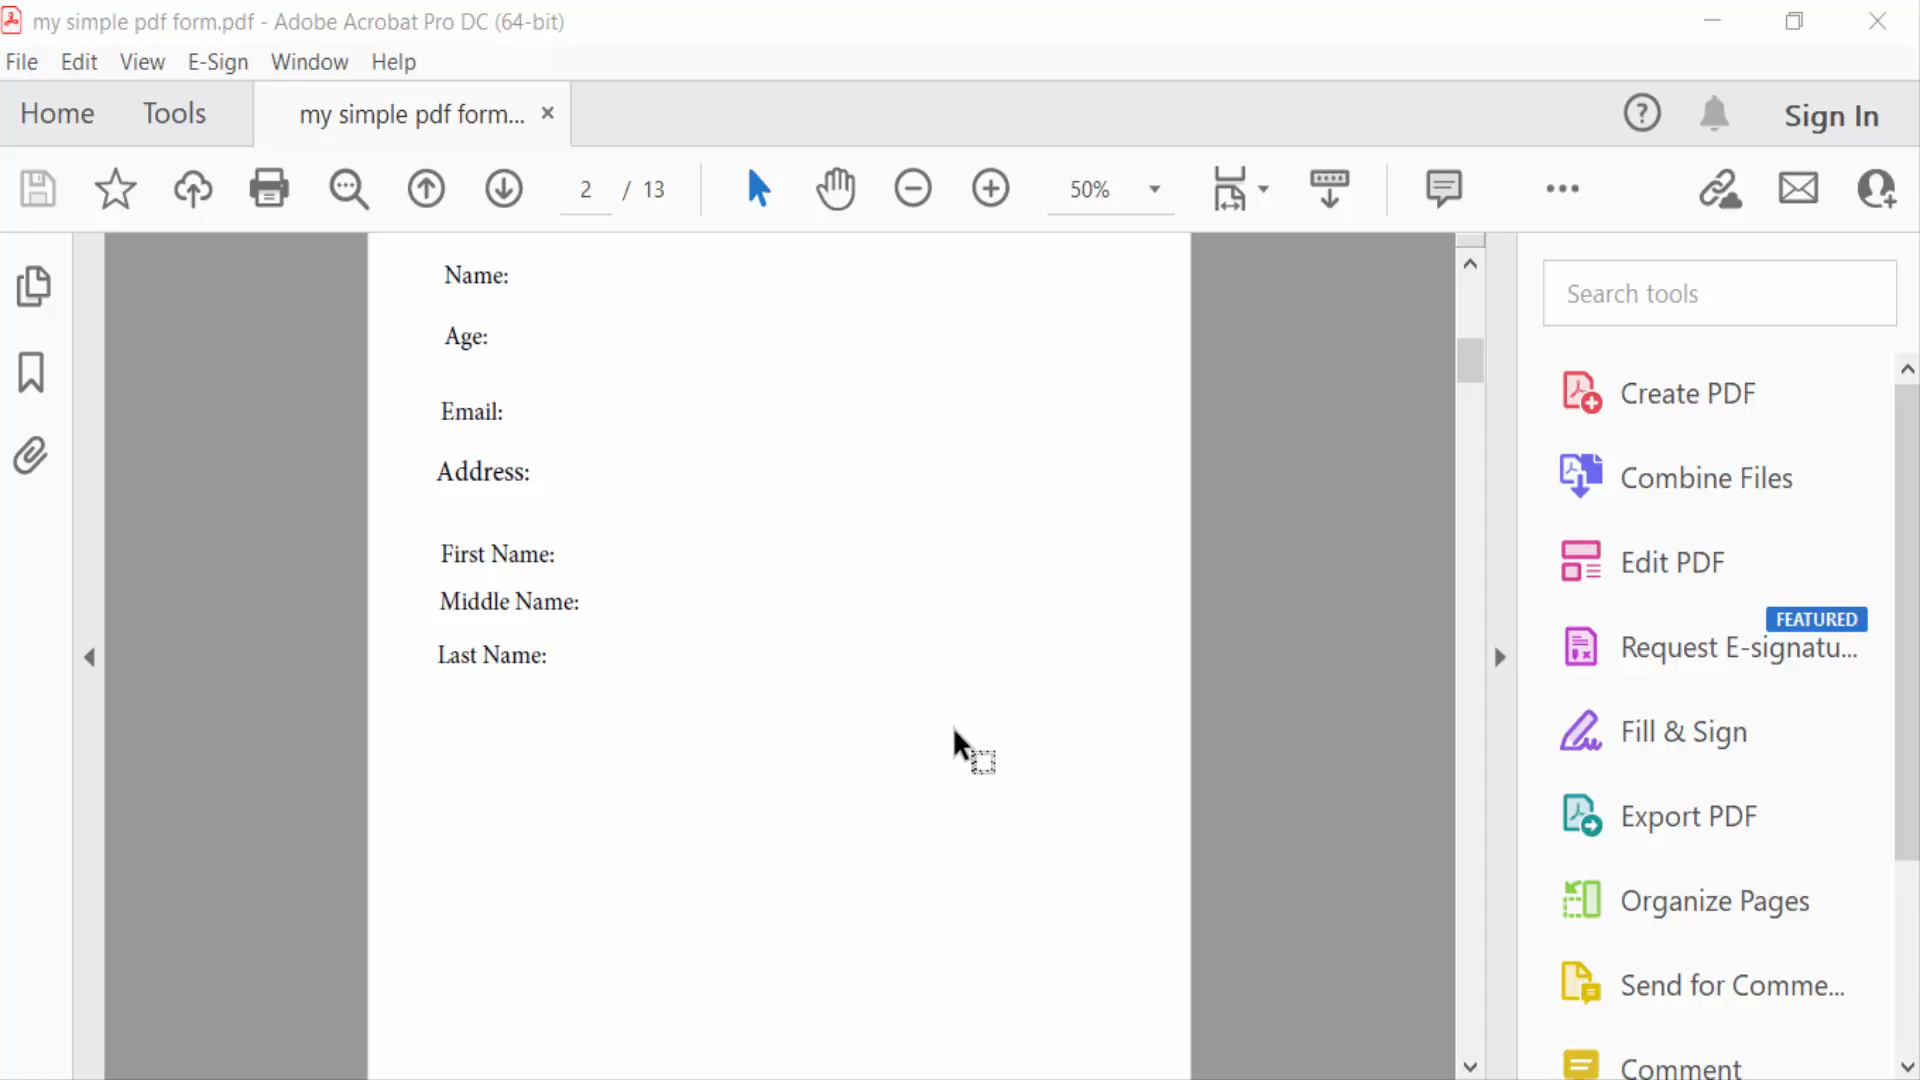 my simple pdf form.pdf - Adobe Acrobat Pro DC (64-bit)
File Edit View E-Sign Window Help
Home Tools my simple pdf form... × Sign In
2 / 13 50%
Name:
Age:
Email:
Address:
First Name:
Middle Name:
Last Name:
Search tools
Create PDF
Combine Files
Edit PDF
FEATURED
Request E-signatu...
Fill & Sign
Export PDF
Organize Pages
Send for Comme...
Comment